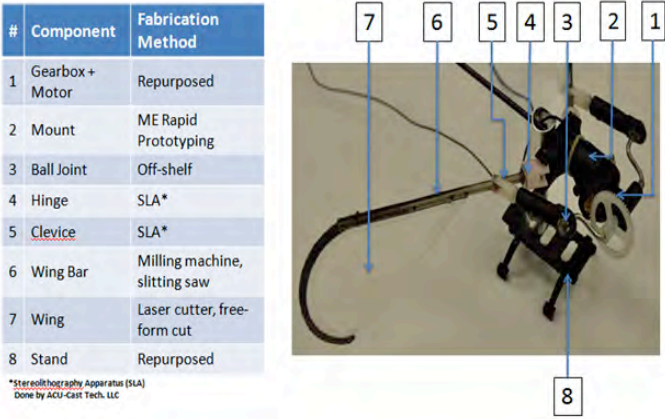 # Component Fabrication Method
1 Gearbox + Motor Repurposed
2 Mount ME Rapid Prototyping
3 Ball Joint Off-shelf
4 Hinge SLA*
5 Clevice SLA*
6 Wing Bar Milling machine, slitting saw
7 Wing Laser cutter, free-form cut
8 Stand Repurposed
*Stereolithography Apparatus (SLA)
Done by ACU-Cast Tech. LLC
7 6 5 4 3 2 1
8